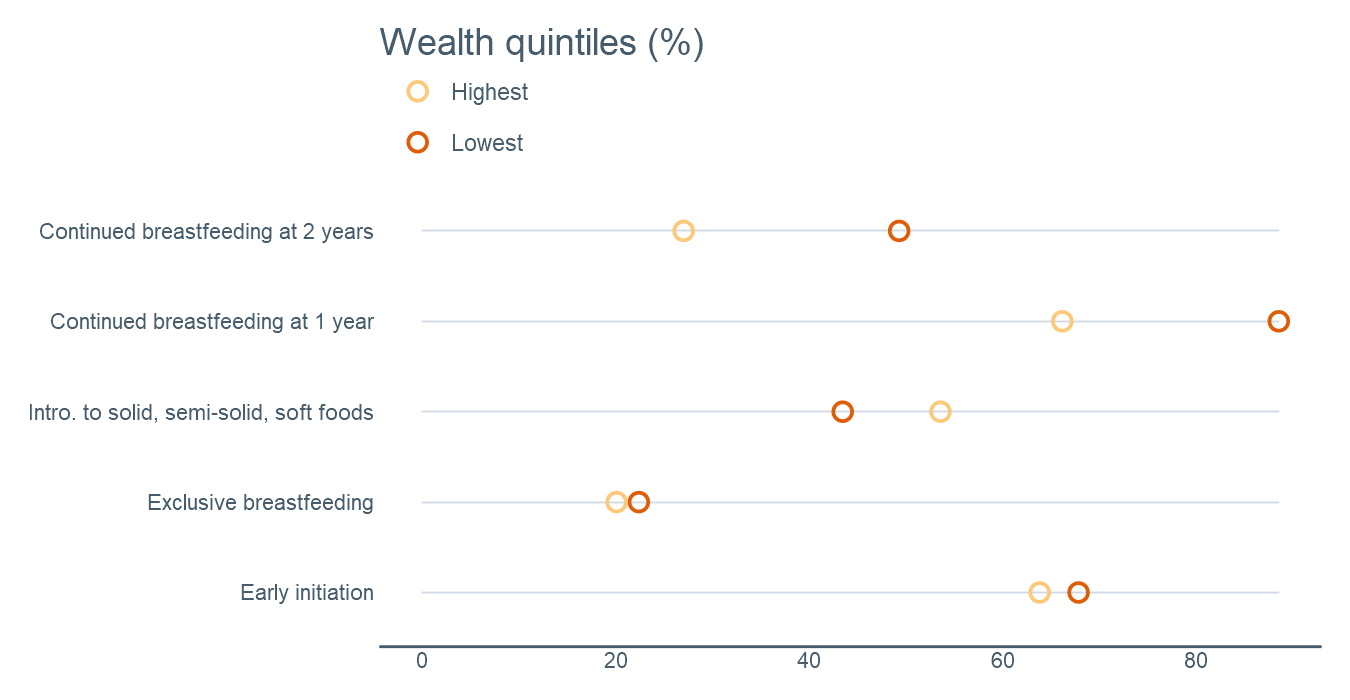 Wealth quintiles (%)
Highest
Lowest
Continued breastfeeding at 2 years
Continued breastfeeding at 1 year
Intro. to solid, semi-solid, soft foods
Exclusive breastfeeding
Early initiation
0 20 40 60 80